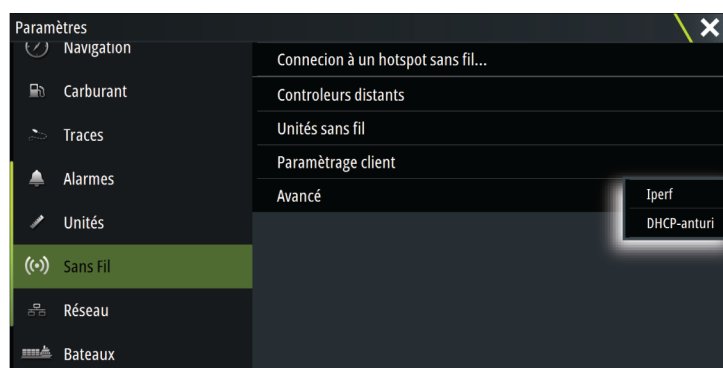 Paramètres
Navigation
Carburant
Traces
Alarmes
Unités
Sans Fil
Réseau
Bateaux
Connecion à un hotspot sans fil...
Controleurs distants
Unités sans fil
Paramètrage client
Avancé
Iperf
DHCP-anturi